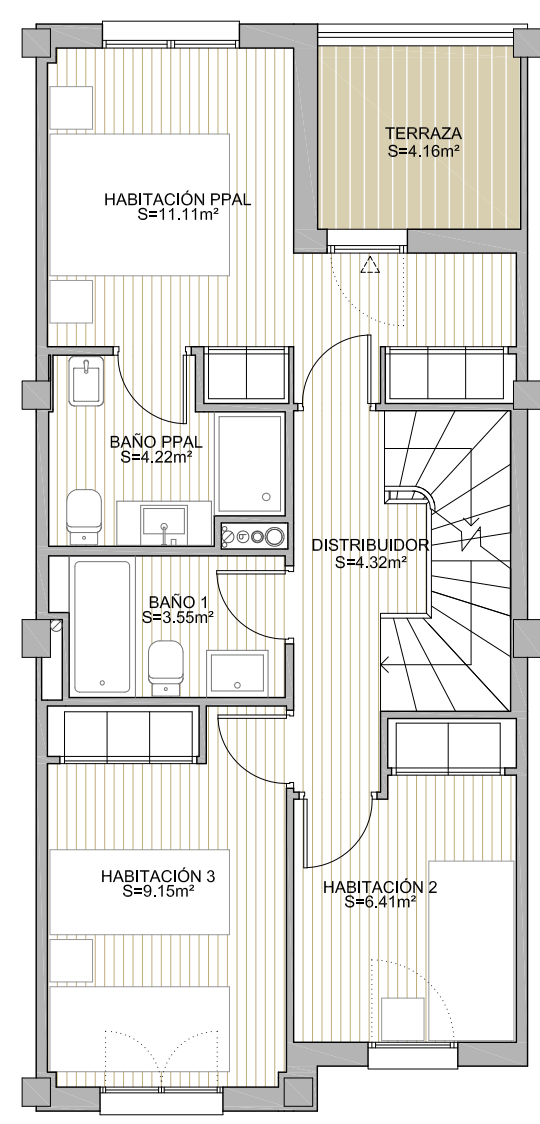 TERRAZA
S=4.16m²
HABITACIÓN PPAL
S=11.11m²
BAÑO PPAL
S=4.22m²
DISTRIBUIDOR
S=4.32m²
BAÑO 1
S=3.55m²
HABITACIÓN 3
S=9.15m²
HABITACIÓN 2
S=6.41m²